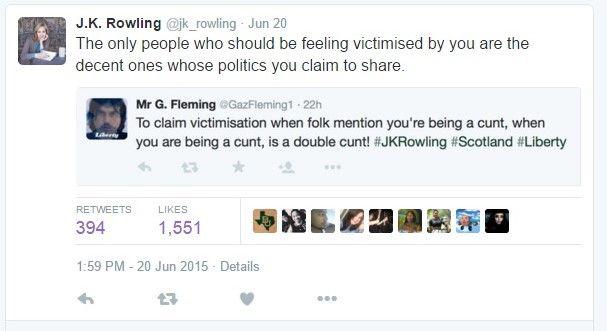 J.K. Rowling @jk_rowling · Jun 20
The only people who should be feeling victimised by you are the
decent ones whose politics you claim to share.
Mr G. Fleming @GazFleming1 · 22h
To claim victimisation when folk mention you're being a cunt, when
you are being a cunt, is a double cunt! #JKRowling #Scotland #Liberty
Liberty
RETWEETS LIKES
394 1,551
1:59 PM - 20 Jun 2015 · Details